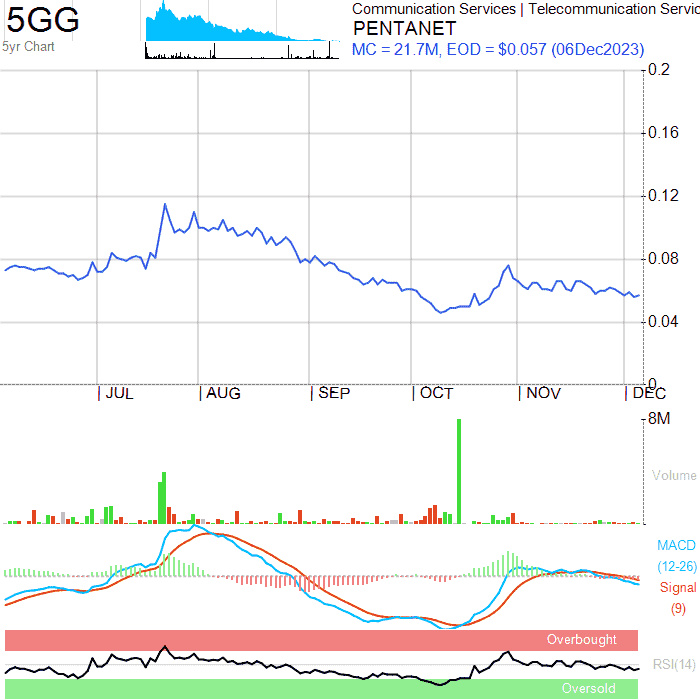 5GG
5yr Chart
Communication Services | Telecommunication Servic
PENTANET
MC = 21.7M, EOD = $0.057 (06Dec2023)
0.2
0.16
0.12
0.08
0.04
0
JUL AUG SEP OCT NOV DEC
8M
Volume
MACD
(12-26)
Signal
(9)
Overbought
RSI(14)
Oversold